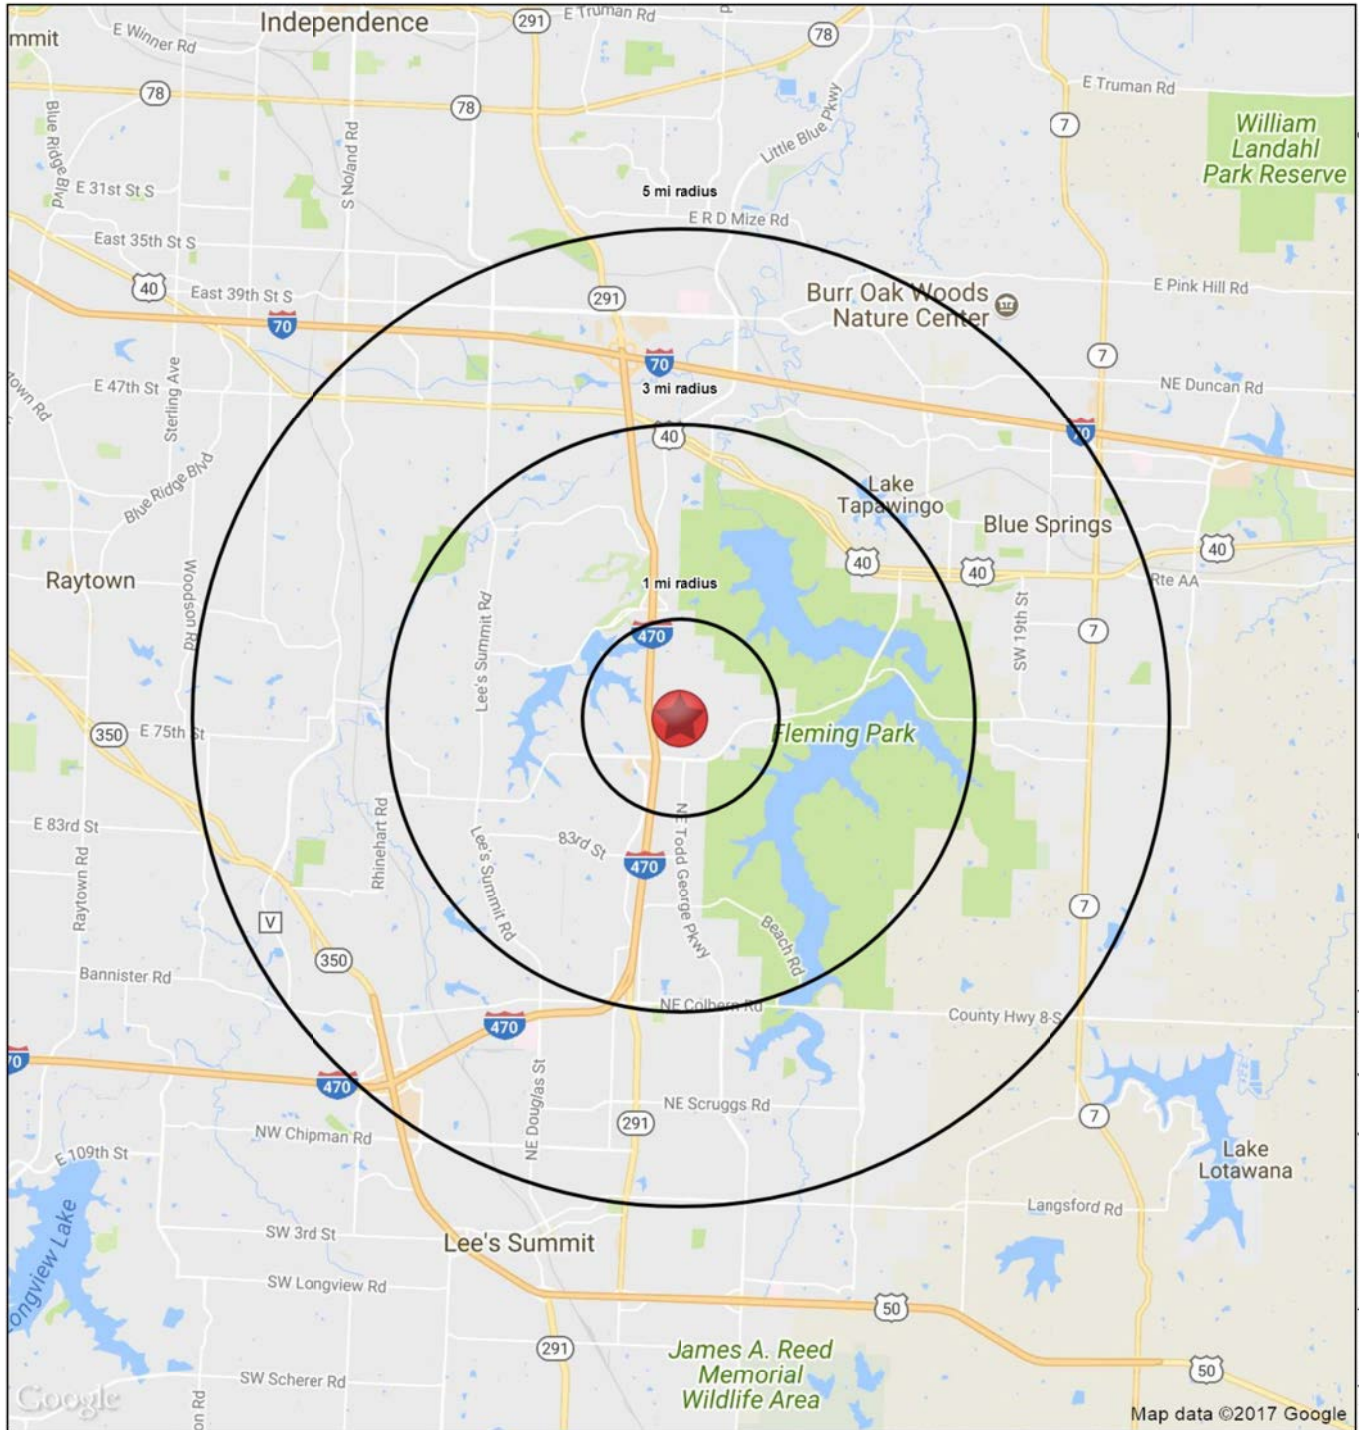 Independence
E Truman Rd
291
78
mmit
E Winner Rd
E Truman Rd
78
78
7
Blue Ridge Blvd
S Noland Rd
Little Blue Pkwy
William
Landahl
Park Reserve
E 31st St S
5 mi radius
E R D Mize Rd
East 35th St S
40
East 39th St S
291
Burr Oak Woods
Nature Center
E Pink Hill Rd
70
70
7
3 mi radius
E 47th St
Sterling Ave
NE Duncan Rd
town Rd
40
70
Blue Ridge Blvd
Lake
Tapawingo
Blue Springs
40
40
40
Raytown
Woodson Rd
1 mi radius
Rte AA
Lee's Summit Rd
470
SW 19th St
7
350
E 75th St
Fleming Park
E 83rd St
Raytown Rd
Rhinehart Rd
Lee's Summit Rd
83rd St
470
NE Todd George Pkwy
V
Beach Rd
7
350
Bannister Rd
NE Colbern Rd
County Hwy 8-S
470
70
470
NE Douglas St
NE Scruggs Rd
291
7
NW Chipman Rd
E 109th St
Lake
Lotawana
Longview Lake
SW 3rd St
Lee's Summit
Langsford Rd
SW Longview Rd
50
291
James A. Reed
Memorial
Wildlife Area
50
SW Scherer Rd
Google
on Rd
Map data ©2017 Google